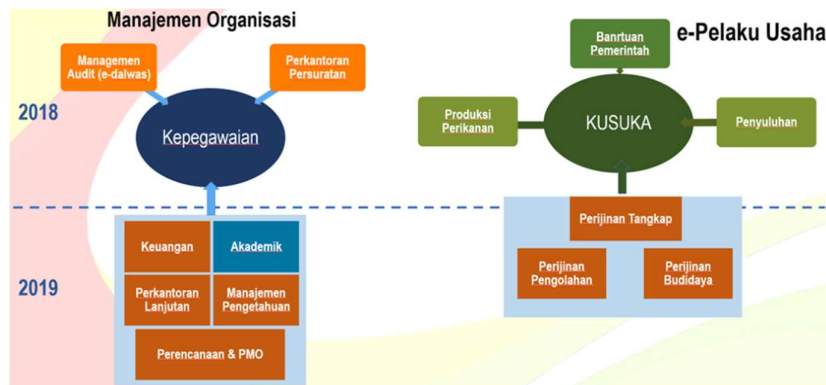 Manajemen Organisasi
Managemen
Audit (e-dalwas)
Perkantoran
Persuratan
2018
Kepegawaian
e-Pelaku Usaha
Banrtuan
Pemerintah
Produksi
Perikanan
KUSUKA
Penyuluhan
2019
Keuangan
Akademik
Perkantoran
Lanjutan
Manajemen
Pengetahuan
Perencanaan & PMO
Perijinan Tangkap
Perijinan
Pengolahan
Perijinan
Budidaya